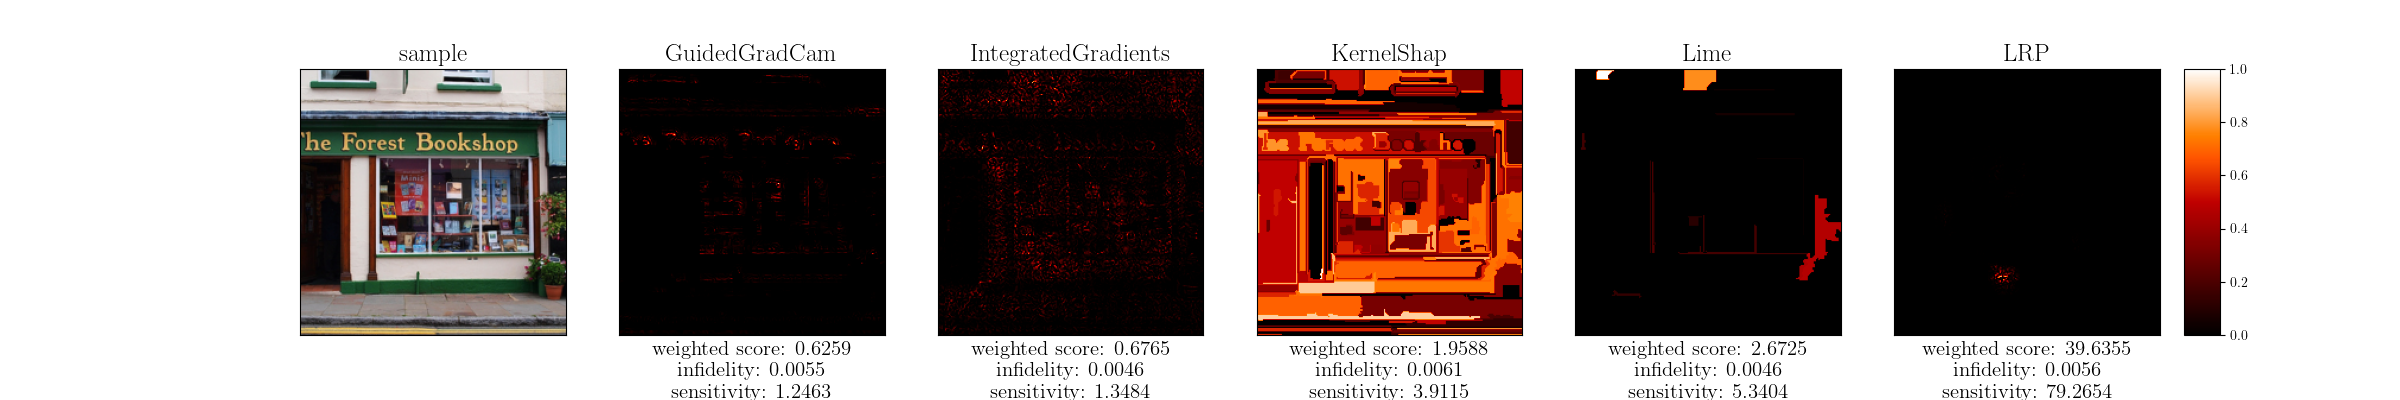 sample
The Forest Bookshop
Minis
GuidedGradCam
weighted score: 0.6259
infidelity: 0.0055
sensitivity: 1.2463
IntegratedGradients
weighted score: 0.6765
infidelity: 0.0046
sensitivity: 1.3484
KernelShap
weighted score: 1.9588
infidelity: 0.0061
sensitivity: 3.9115
Lime
weighted score: 2.6725
infidelity: 0.0046
sensitivity: 5.3404
LRP
weighted score: 39.6355
infidelity: 0.0056
sensitivity: 79.2654
1.0
0.8
0.6
0.4
0.2
0.0